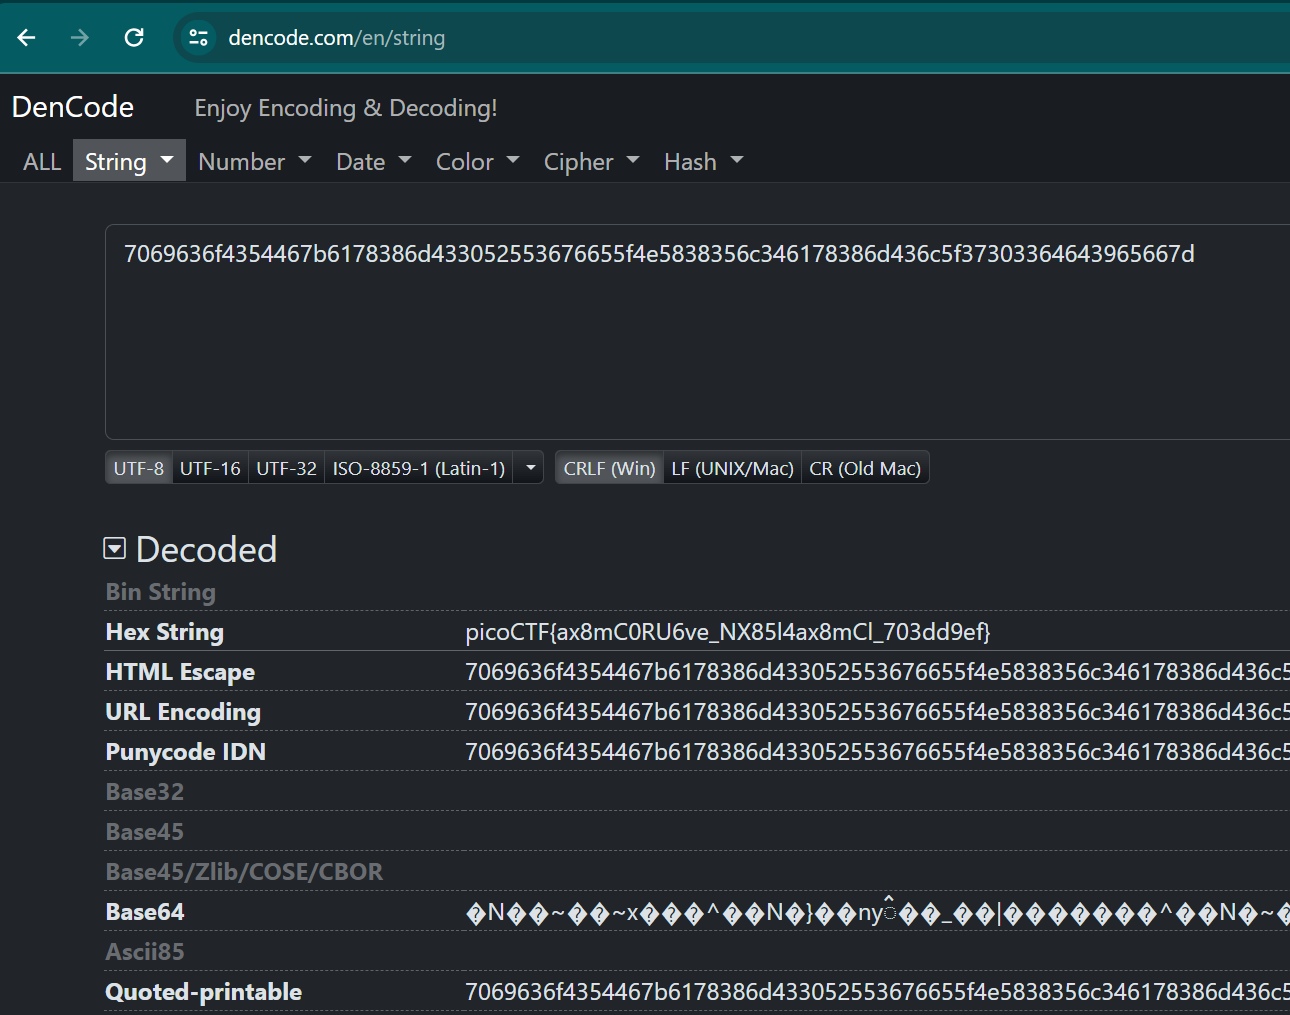 dencode.com/en/string
DenCode Enjoy Encoding & Decoding!
ALL String Number Date Color Cipher Hash
7069636f4354467b6178386d433052553676655f4e5838356c346178386d436c5f37303364643965667d
UTF-8 UTF-16 UTF-32 ISO-8859-1 (Latin-1) CRLF (Win) LF (UNIX/Mac) CR (Old Mac)
Decoded
Bin String
Hex String picoCTF{ax8mC0RU6ve_NX85l4ax8mCl_703dd9ef}
HTML Escape 7069636f4354467b6178386d433052553676655f4e5838356c346178386d436c5
URL Encoding 7069636f4354467b6178386d433052553676655f4e5838356c346178386d436c5
Punycode IDN 7069636f4354467b6178386d433052553676655f4e5838356c346178386d436c5
Base32
Base45
Base45/Zlib/COSE/CBOR
Base64 �N��~��~x���^��N�}��ny��_��|�������^��N�~�
Ascii85
Quoted-printable 7069636f4354467b6178386d433052553676655f4e5838356c346178386d436c5